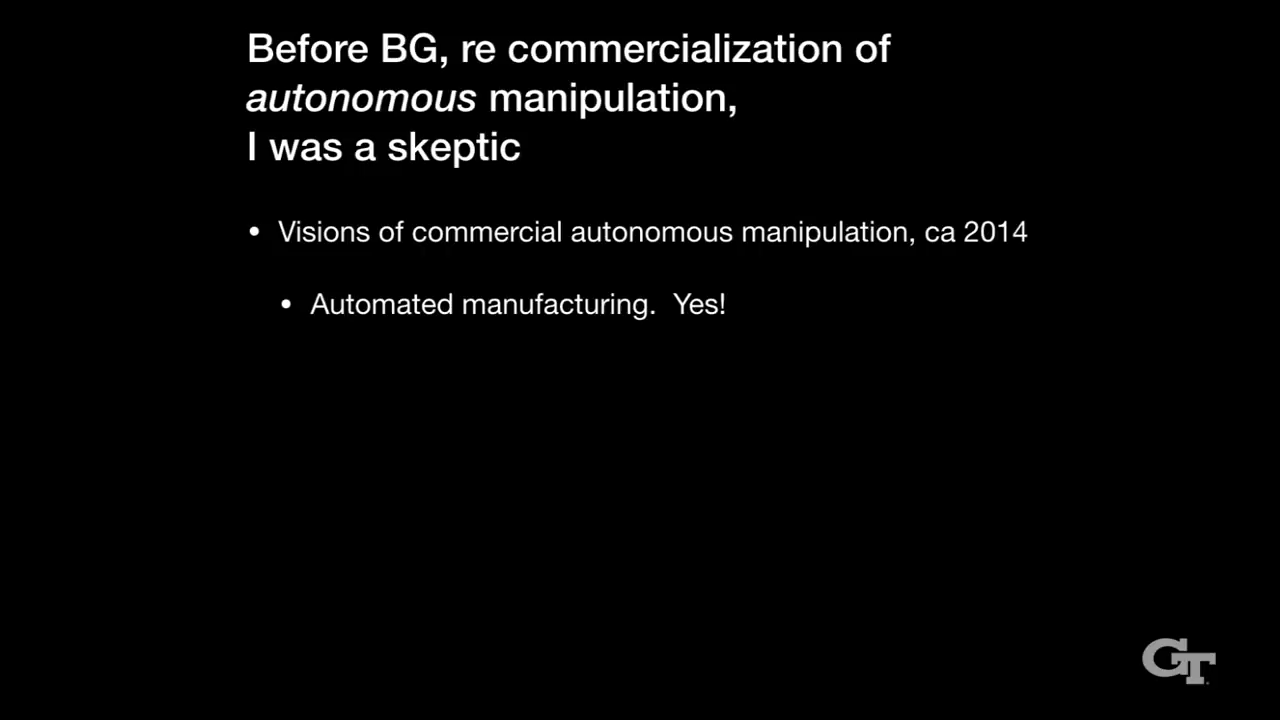 Before BG, re commercialization of
autonomous manipulation,
I was a skeptic
• Visions of commercial autonomous manipulation, ca 2014
• Automated manufacturing.  Yes!
GT